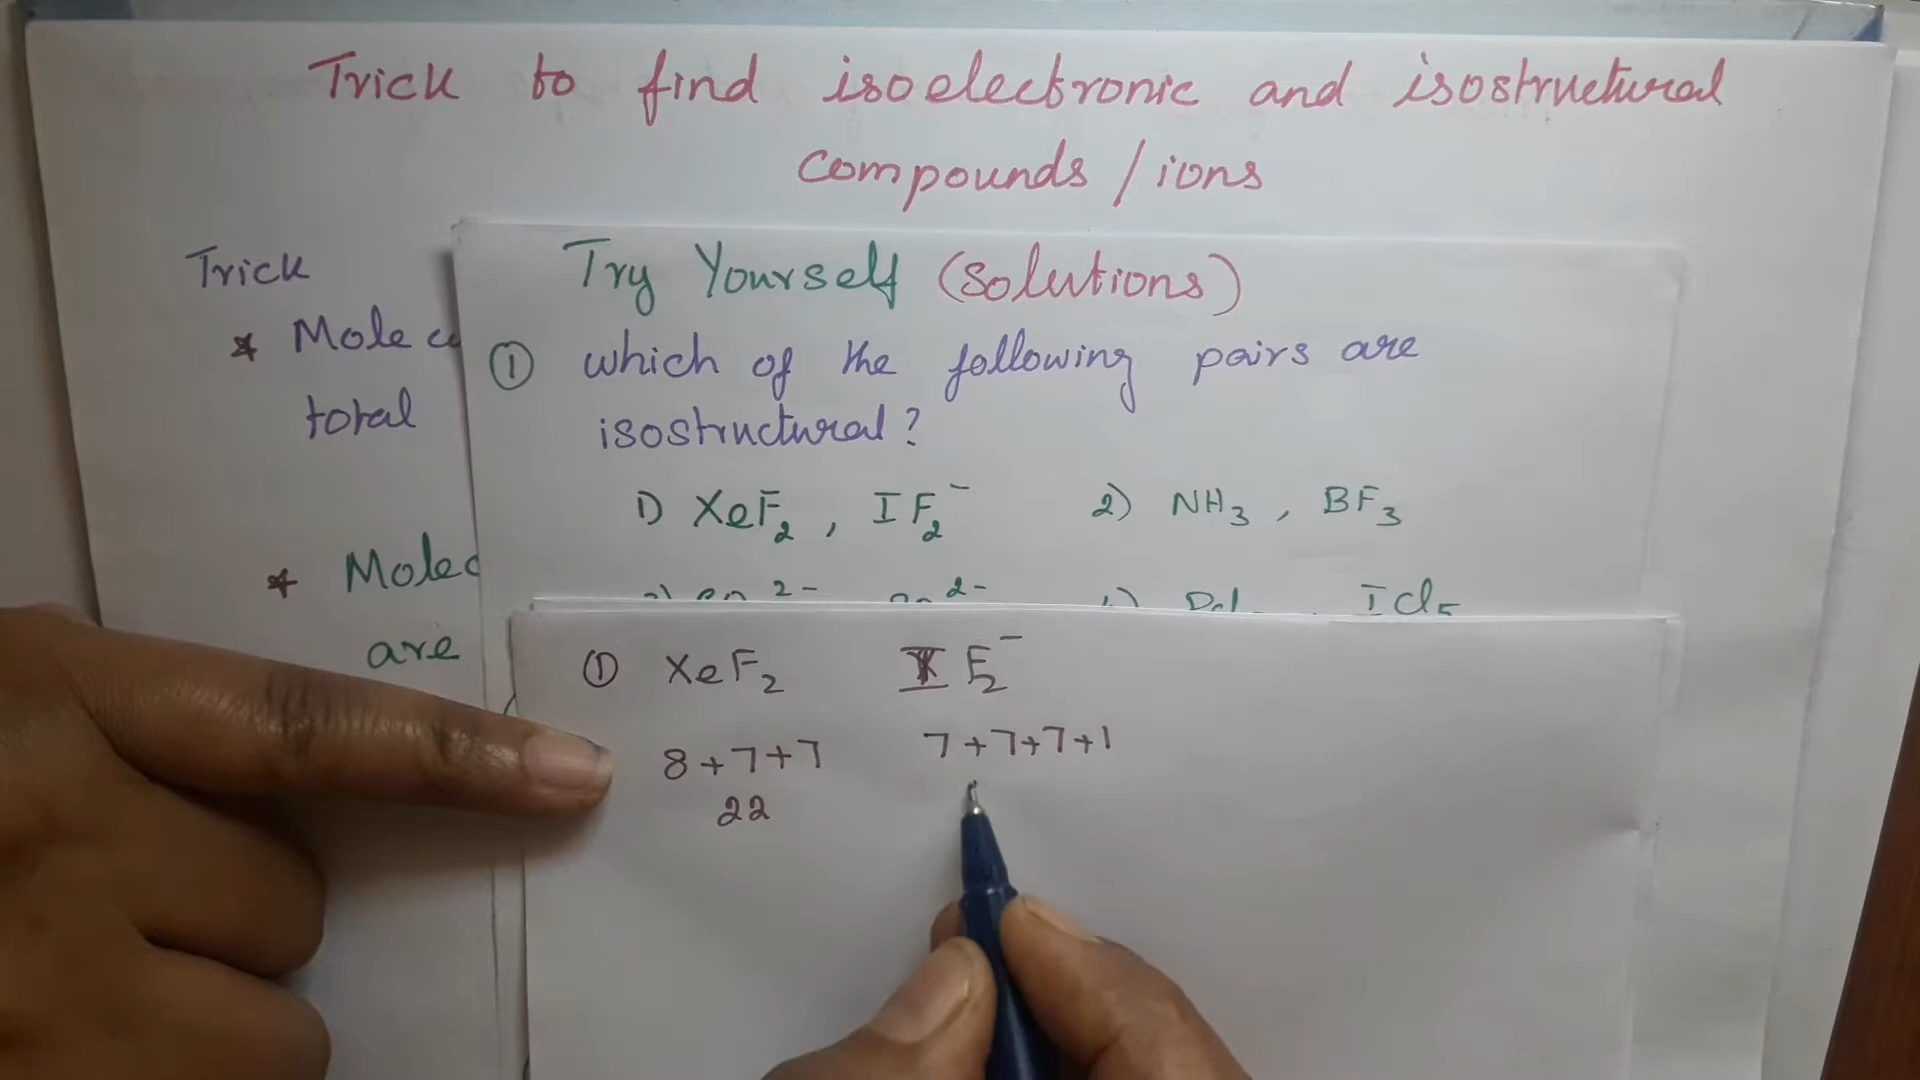 Trick to find isoelectronic and isostructural
compounds / ions
Trick
* Molec
total
* Molec
are
Try Yourself (Solutions)
① which of the following pairs are
isostructural?
1) XeF₂ , IF₂⁻ 2) NH₃ , BF₃
ICl₅
① XeF₂ IF₂⁻
8+7+7 7+7+7+1
22